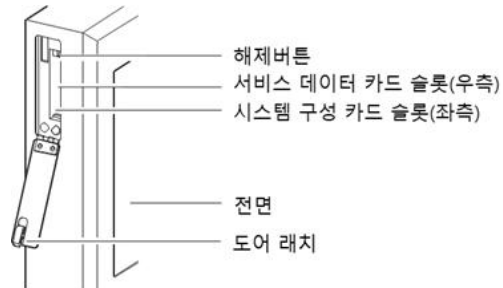 해제버튼
서비스 데이터 카드 슬롯(우측)
시스템 구성 카드 슬롯(좌측)
전면
도어 래치